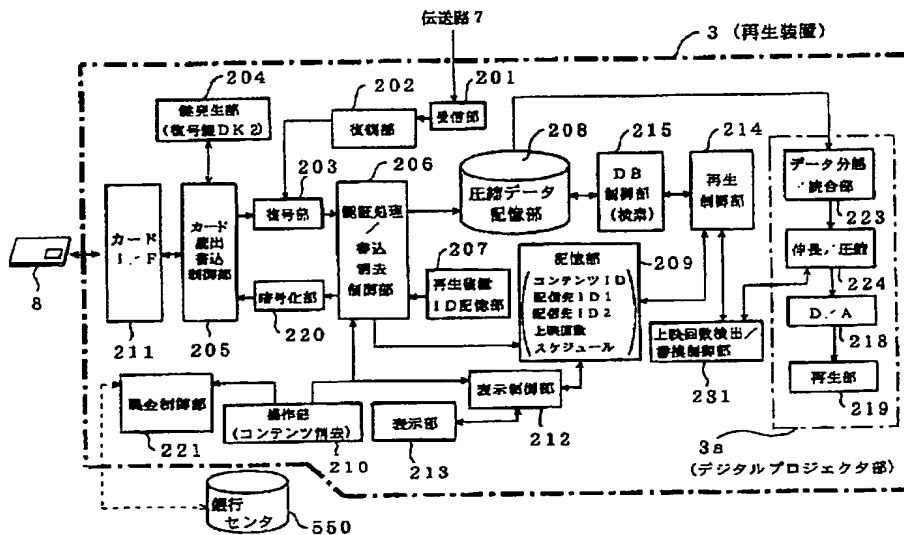 伝送路7
3 (再生装置)
204
鍵発生部
(復号鍵DK2)
202
復調部
201
受信部
203
復号部
206
認証処理
/
書込
消去
制御部
208
圧縮データ
記憶部
215
DB
制御部
(検索)
214
再生
制御部
データ分離
/統合部
223
伸長/圧縮
224
D/A
218
再生部
219
3a
(デジタルプロジェクタ部)
8
カード
I/F
211
カード
読出
書込
制御部
205
暗号化部
220
207
再生装置
ID記憶部
209
記憶部
コンテンツID
配信先ID1
配信先ID2
上映回数
スケジュール
上映回数検出/
書換制御部
231
課金制御部
221
操作部
(コンテンツ消去)
210
表示部
213
表示制御部
212
銀行
センタ
550